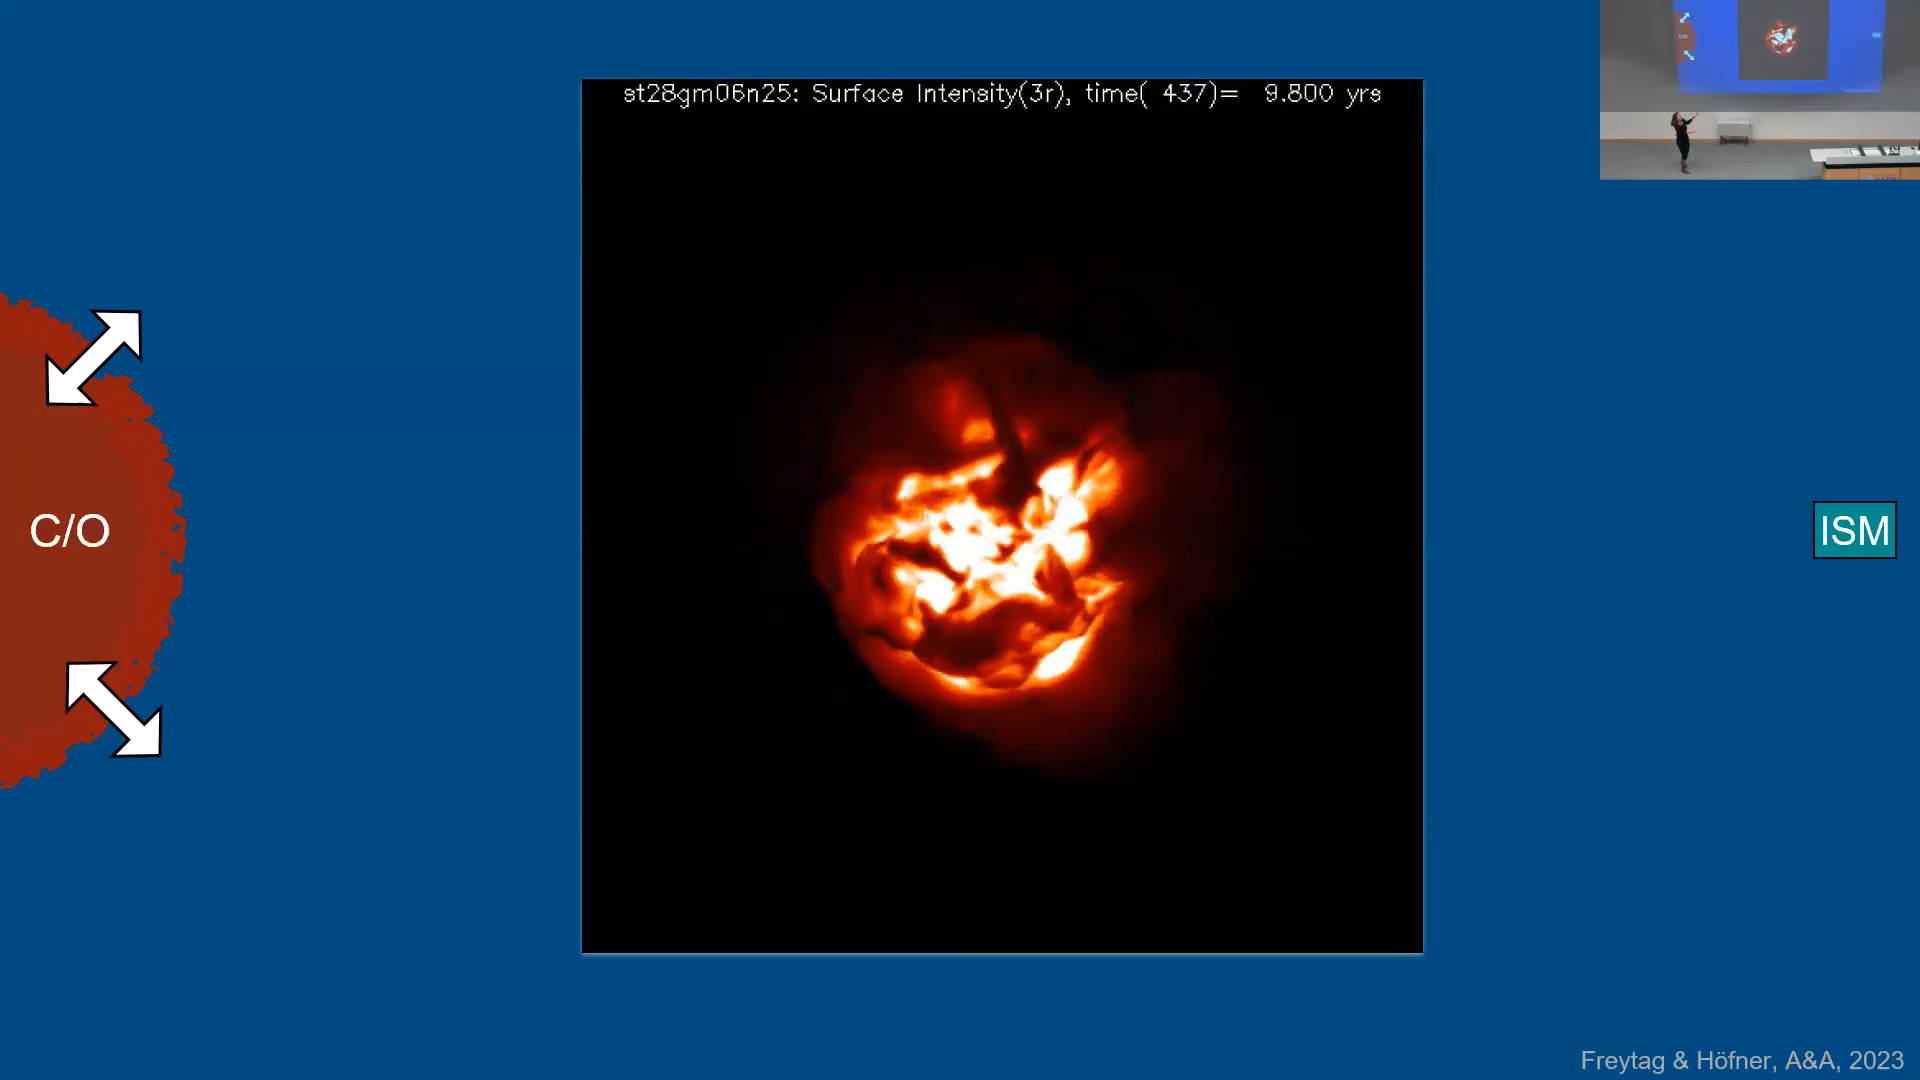 st28gm06n25: Surface Intensity(3r), time( 437)= 9.800 yrs
C/O
ISM
Freytag & Höfner, A&A, 2023